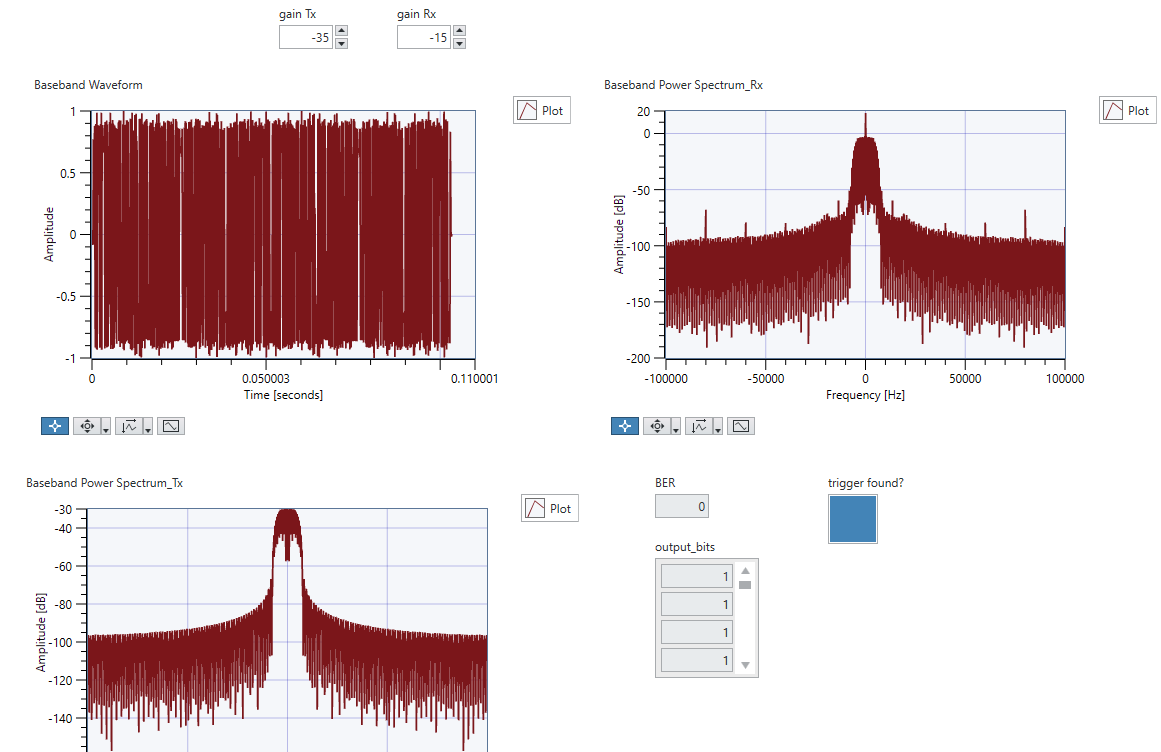 gain Tx
gain Rx
-35
-15
Baseband Waveform
Plot
1
0.5
0
-0.5
-1
Amplitude
0
0.050003
0.110001
Time [seconds]
Baseband Power Spectrum_Rx
Plot
20
0
-50
-100
-150
-200
Amplitude [dB]
-100000
-50000
0
50000
100000
Frequency [Hz]
Baseband Power Spectrum_Tx
Plot
-30
-40
-60
-80
-100
-120
-140
Amplitude [dB]
BER
0
trigger found?
output_bits
1
1
1
1